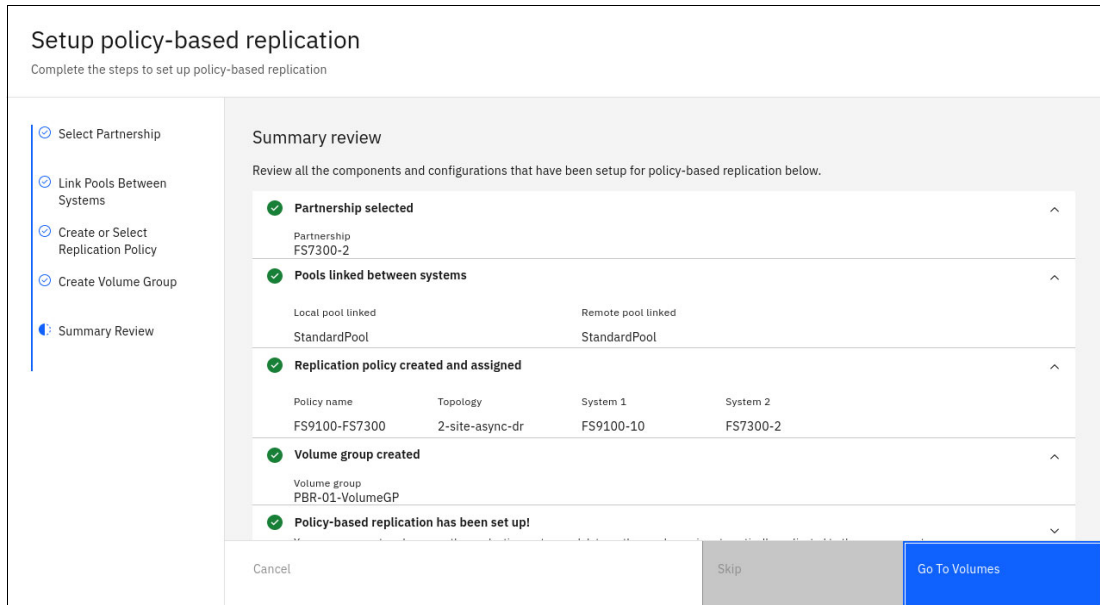 Setup policy-based replication
Complete the steps to set up policy-based replication
Select Partnership
Link Pools Between
Systems
Create or Select
Replication Policy
Create Volume Group
Summary Review
Summary review
Review all the components and configurations that have been setup for policy-based replication below.
Partnership selected
Partnership
FS7300-2
Pools linked between systems
Local pool linked
Remote pool linked
StandardPool
StandardPool
Replication policy created and assigned
Policy name
Topology
System 1
System 2
FS9100-FS7300
2-site-async-dr
FS9100-10
FS7300-2
Volume group created
Volume group
PBR-01-VolumeGP
Policy-based replication has been set up!
Cancel
Skip
Go To Volumes